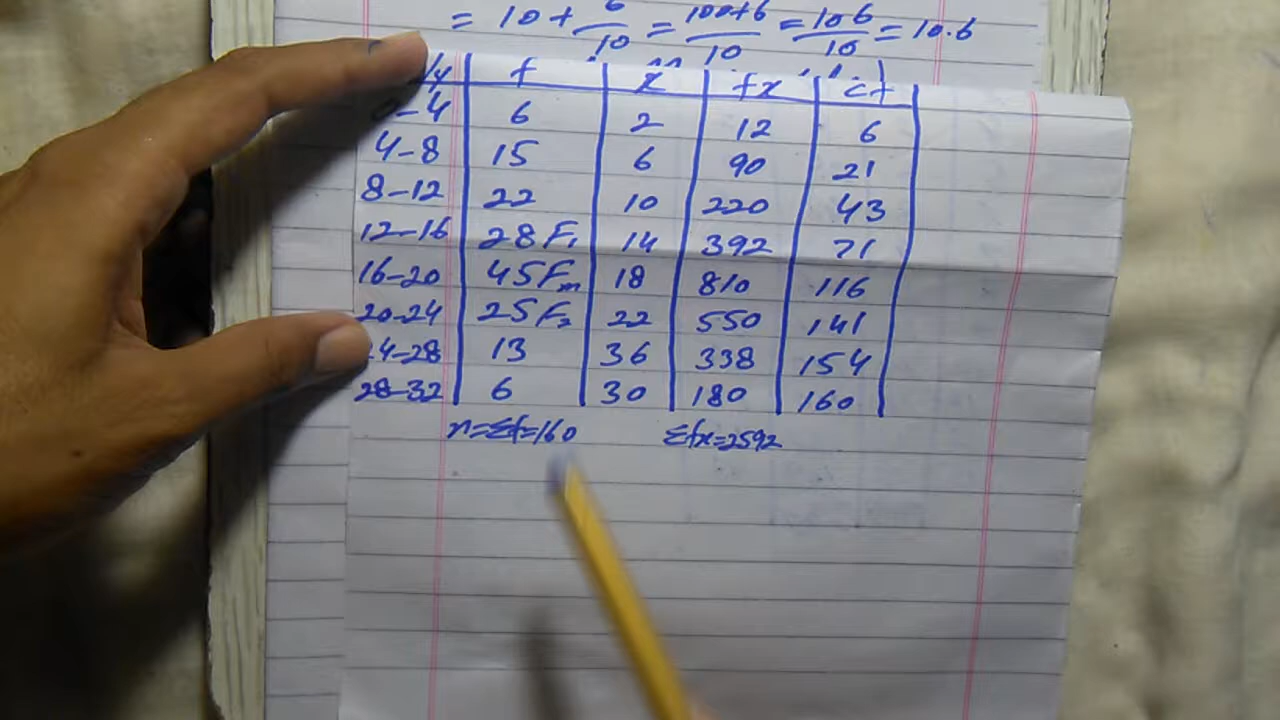 = 10 + 6/10 = 100+6/10 = 106/10 = 10.6
f x fx cf
-4 6 2 12 6
4-8 15 6 90 21
8-12 22 10 220 43
12-16 28 F1 14 392 71
16-20 45 Fm 18 810 116
20-24 25 F2 22 550 141
4-28 13 36 338 154
28-32 6 30 180 160
n=Σf=160 Σfx=2592